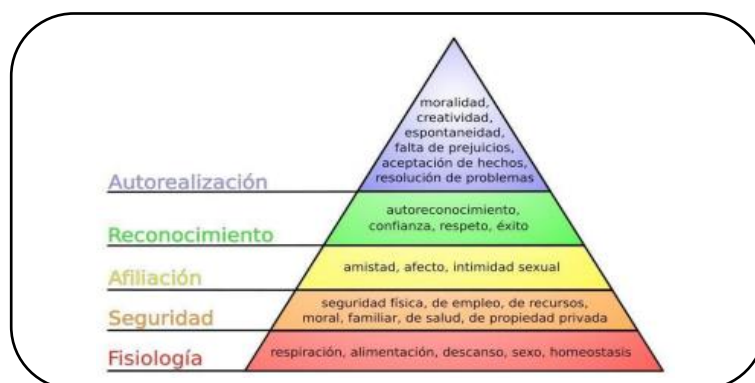 moralidad,
creatividad,
espontaneidad,
falta de prejuicios,
aceptación de hechos,
resolución de problemas
Autorealización
autoreconocimiento,
confianza, respeto, éxito
Reconocimiento
amistad, afecto, intimidad sexual
Afiliación
seguridad física, de empleo, de recursos,
moral, familiar, de salud, de propiedad privada
Seguridad
respiración, alimentación, descanso, sexo, homeostasis
Fisiología